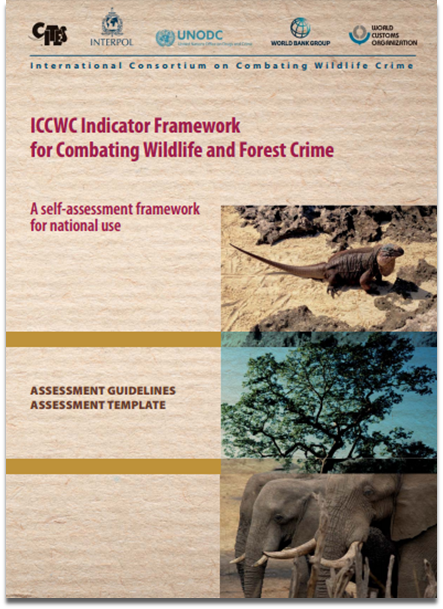 CITES
INTERPOL
UNODC
United Nations Office on Drugs and Crime
WORLD BANK GROUP
WORLD
CUSTOMS
ORGANIZATION
International Consortium on Combating Wildlife Crime
ICCWC Indicator Framework
for Combating Wildlife and Forest Crime
A self-assessment framework
for national use
ASSESSMENT GUIDELINES
ASSESSMENT TEMPLATE